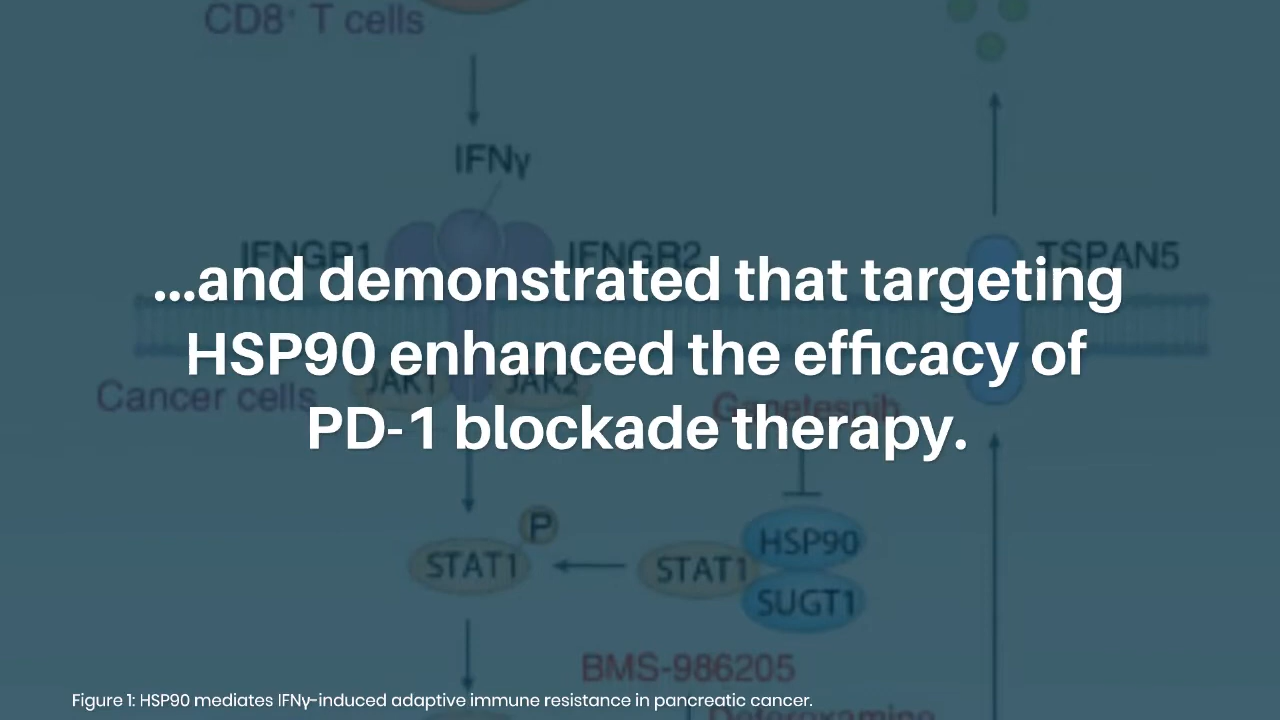 CD8⁺ T cells
IFNγ
IFNGR1
IFNGR2
TSPAN5
...and demonstrated that targeting
HSP90 enhanced the efficacy of
PD-1 blockade therapy.
JAK1
JAK2
Cancer cells
Ganetespib
P
STAT1
STAT1
HSP90
SUGT1
BMS-986205
Figure 1: HSP90 mediates IFNγ-induced adaptive immune resistance in pancreatic cancer.
Deferoxamine